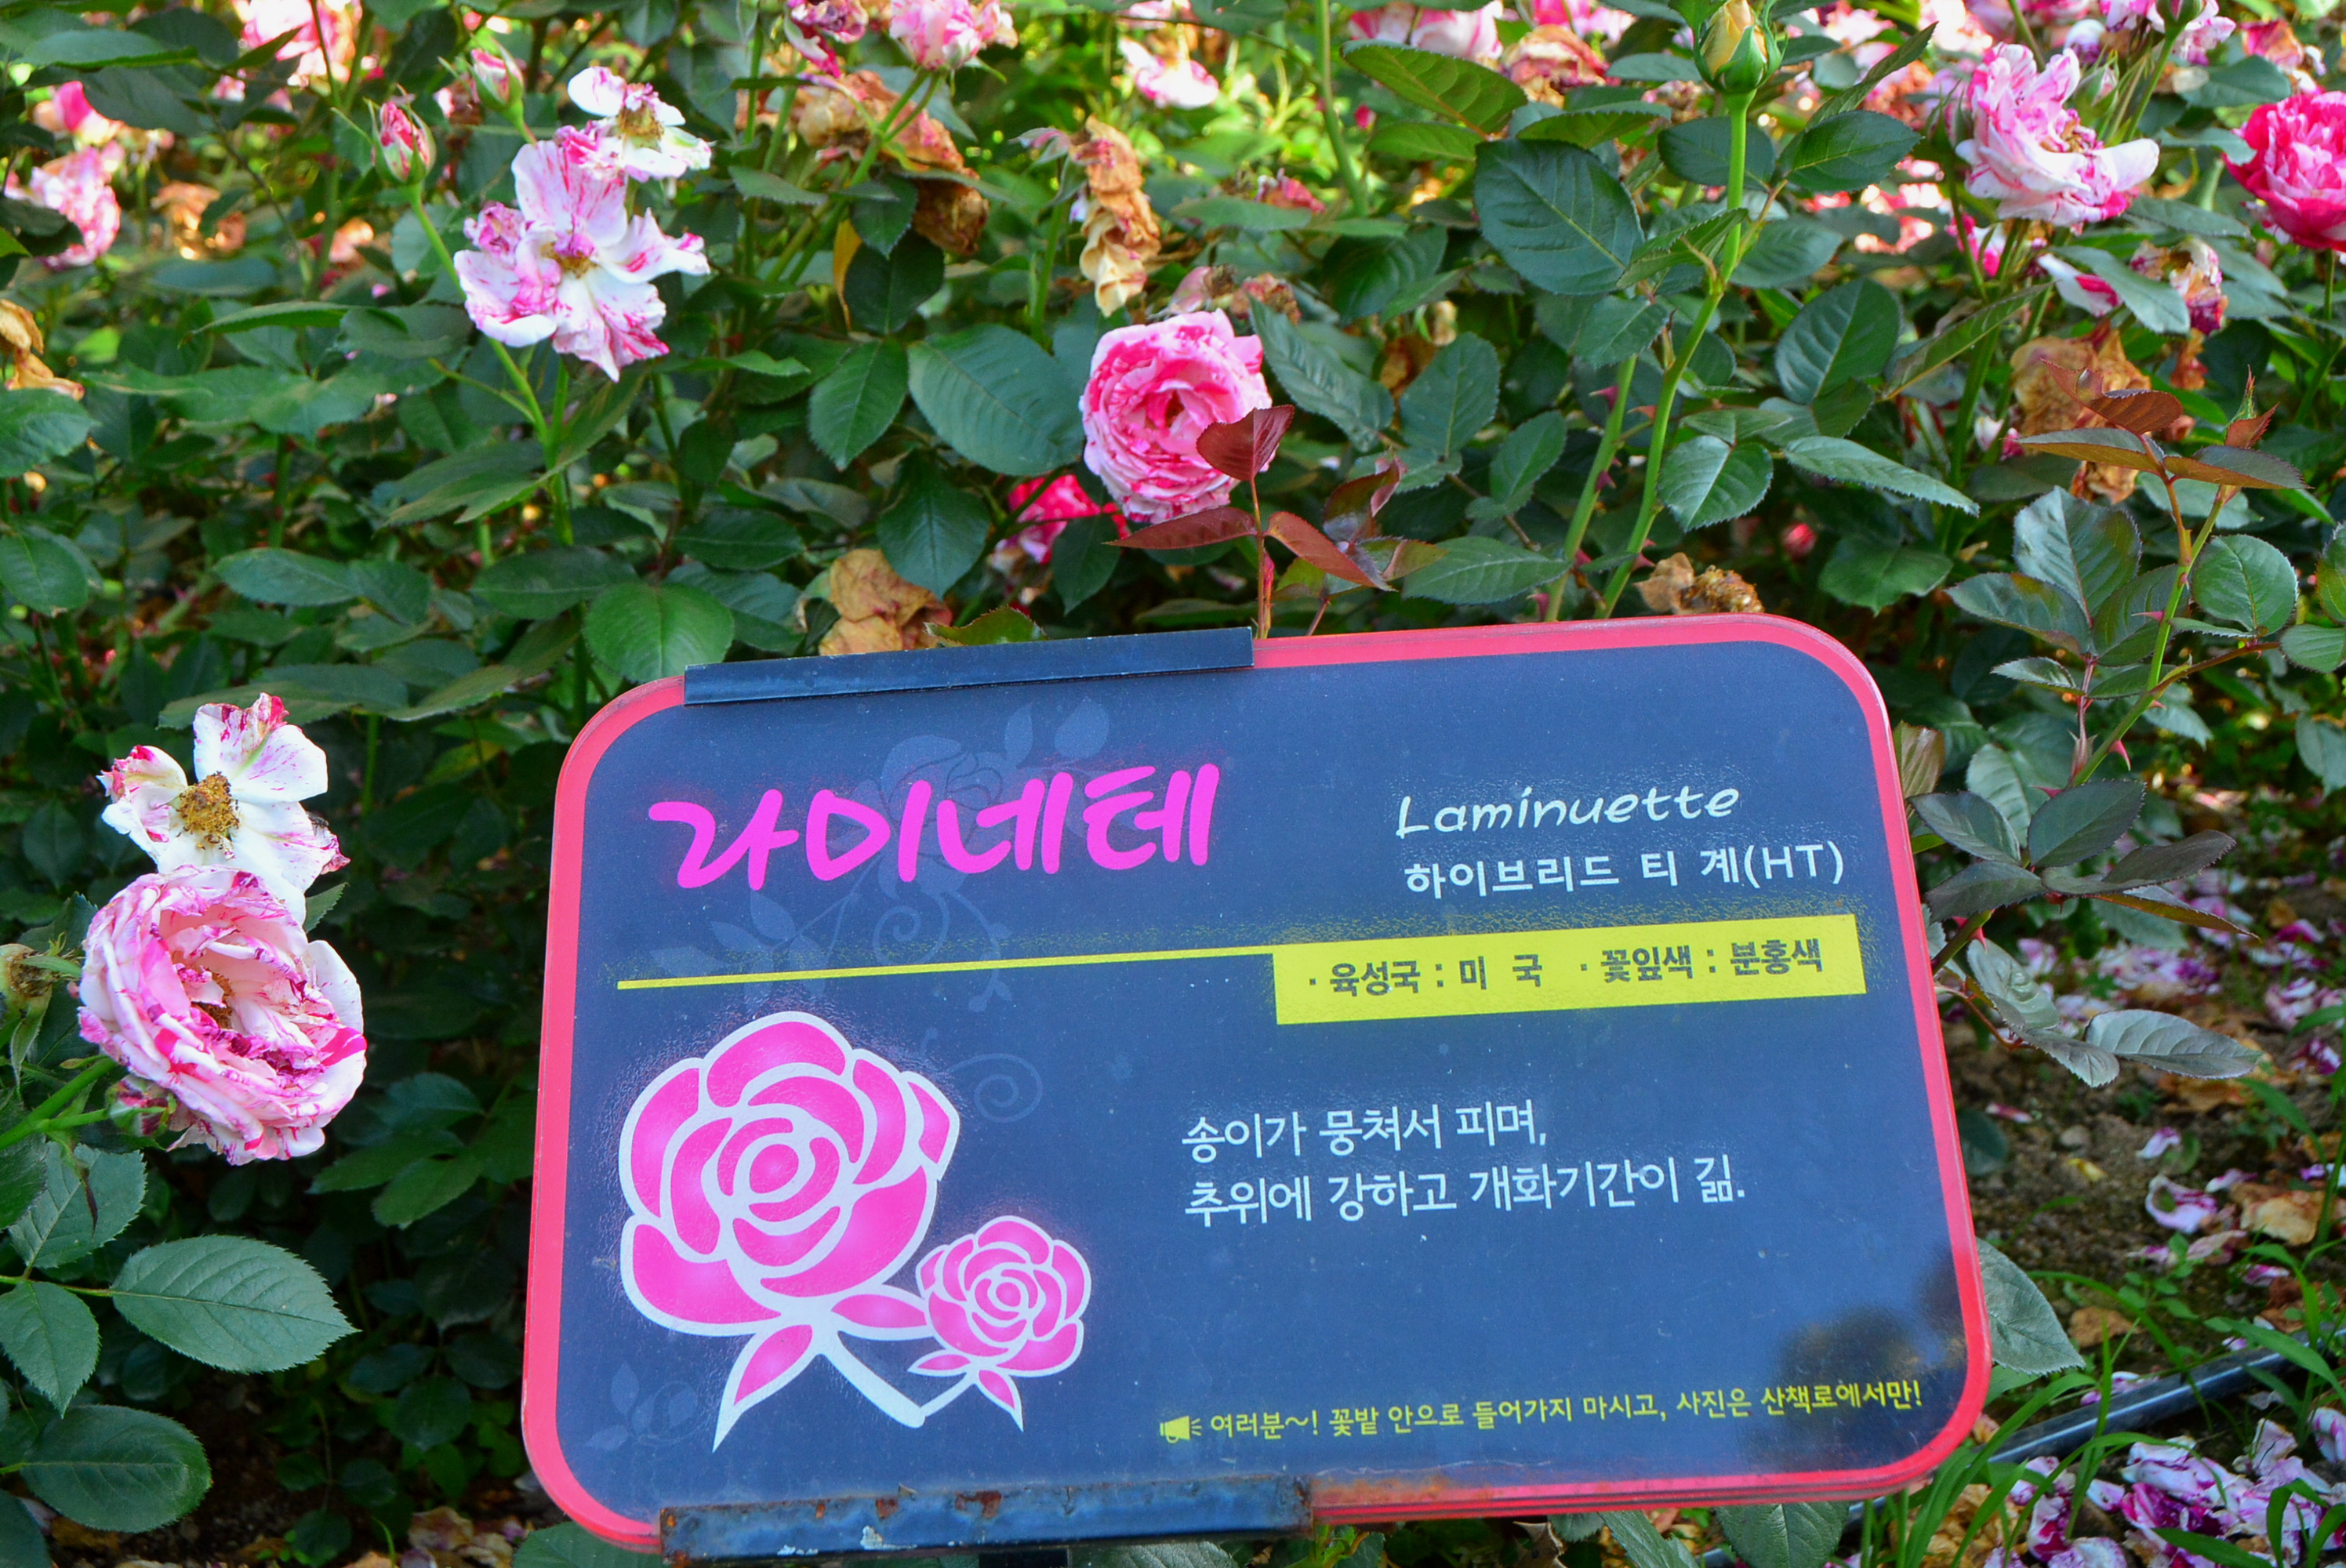 라미네테
Laminuette
하이브리드 티 계(HT)
· 육성국 : 미 국 · 꽃잎색 : 분홍색
송이가 뭉쳐서 피며,
추위에 강하고 개화기간이 긺.
여러분~! 꽃밭 안으로 들어가지 마시고, 사진은 산책로에서만!